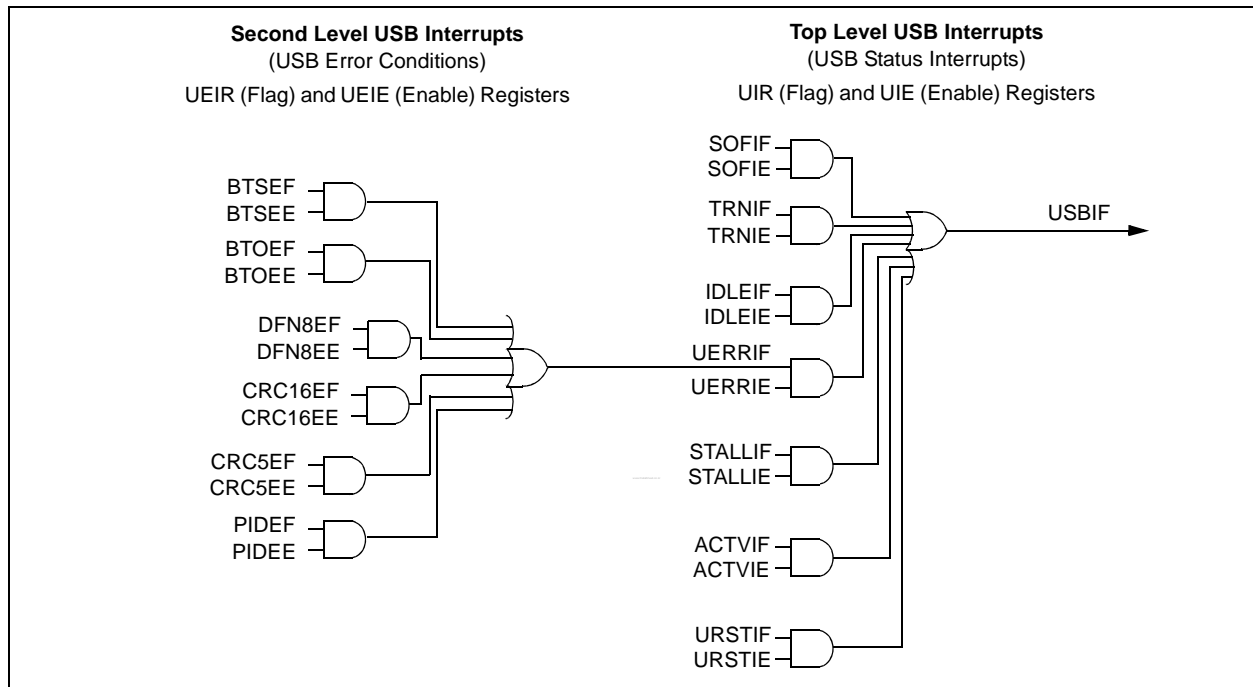 Second Level USB Interrupts
(USB Error Conditions)
UEIR (Flag) and UEIE (Enable) Registers
BTSEF
BTSEE
BTOEF
BTOEE
DFN8EF
DFN8EE
CRC16EF
CRC16EE
CRC5EF
CRC5EE
PIDEF
PIDEE
Top Level USB Interrupts
(USB Status Interrupts)
UIR (Flag) and UIE (Enable) Registers
SOFIF
SOFIE
TRNIF
TRNIE
IDLEIF
IDLEIE
UERRIF
UERRIE
STALLIF
STALLIE
ACTVIF
ACTVIE
URSTIF
URSTIE
USBIF